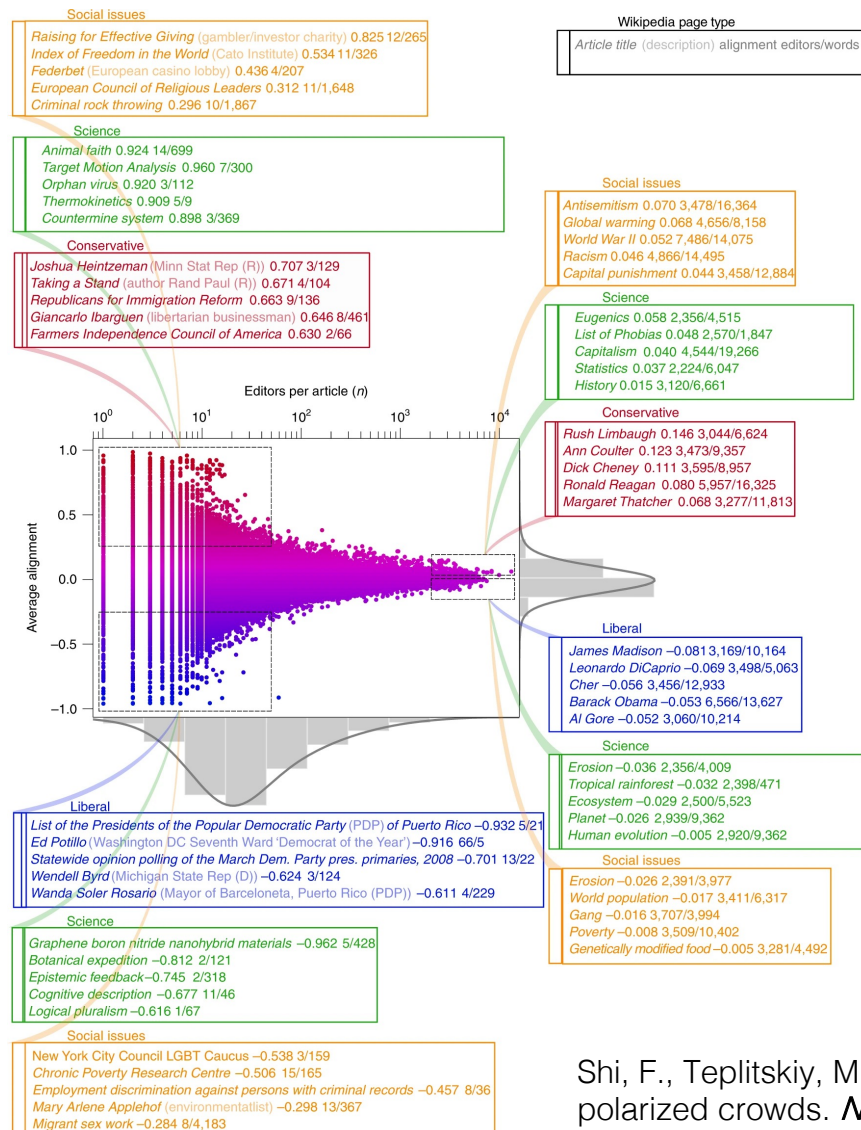 Social issues
Raising for Effective Giving (gambler/investor charity) 0.825 12/265
Index of Freedom in the World (Cato Institute) 0.534 11/326
Federbet (European casino lobby) 0.436 4/207
European Council of Religious Leaders 0.312 11/1,648
Criminal rock throwing 0.296 10/1,867
Wikipedia page type
Article title (description) alignment editors/words
Science
Animal faith 0.924 14/699
Target Motion Analysis 0.960 7/300
Orphan virus 0.920 3/112
Thermokinetics 0.909 5/9
Countermine system 0.898 3/369
Conservative
Joshua Heintzeman (Minn Stat Rep (R)) 0.707 3/129
Taking a Stand (author Rand Paul (R)) 0.671 4/104
Republicans for Immigration Reform 0.663 9/136
Giancarlo Ibarguen (libertarian businessman) 0.646 8/461
Farmers Independence Council of America 0.630 2/66
Social issues
Antisemitism 0.070 3,478/16,364
Global warming 0.068 4,656/8,158
World War II 0.052 7,486/14,075
Racism 0.046 4,866/14,495
Capital punishment 0.044 3,458/12,884
Science
Eugenics 0.058 2,356/4,515
List of Phobias 0.048 2,570/1,847
Capitalism 0.040 4,544/19,266
Statistics 0.037 2,224/6,047
History 0.015 3,120/6,661
Conservative
Rush Limbaugh 0.146 3,044/6,624
Ann Coulter 0.123 3,473/9,357
Dick Cheney 0.111 3,595/8,957
Ronald Reagan 0.080 5,957/16,325
Margaret Thatcher 0.068 3,277/11,813
Editors per article (n)
10⁰ 10¹ 10² 10³ 10⁴
Average alignment
1.0
0.5
0.0
−0.5
−1.0
Liberal
James Madison −0.081 3,169/10,164
Leonardo DiCaprio −0.069 3,498/5,063
Cher −0.056 3,456/12,933
Barack Obama −0.053 6,566/13,627
Al Gore −0.052 3,060/10,214
Science
Erosion −0.036 2,356/4,009
Tropical rainforest −0.032 2,398/471
Ecosystem −0.029 2,500/5,523
Planet −0.026 2,939/9,362
Human evolution −0.005 2,920/9,362
Social issues
Erosion −0.026 2,391/3,977
World population −0.017 3,411/6,317
Gang −0.016 3,707/3,994
Poverty −0.008 3,509/10,402
Genetically modified food −0.005 3,281/4,492
Liberal
List of the Presidents of the Popular Democratic Party (PDP) of Puerto Rico −0.932 5/21
Ed Potillo (Washington DC Seventh Ward ‘Democrat of the Year’) −0.916 66/5
Statewide opinion polling of the March Dem. Party pres. primaries, 2008 −0.701 13/22
Wendell Byrd (Michigan State Rep (D)) −0.624 3/124
Wanda Soler Rosario (Mayor of Barceloneta, Puerto Rico (PDP)) −0.611 4/229
Science
Graphene boron nitride nanohybrid materials −0.962 5/428
Botanical expedition −0.812 2/121
Epistemic feedback −0.745 2/318
Cognitive description −0.677 11/46
Logical pluralism −0.616 1/67
Social issues
New York City Council LGBT Caucus −0.538 3/159
Chronic Poverty Research Centre −0.506 15/165
Employment discrimination against persons with criminal records −0.457 8/36
Mary Arlene Applehof (environmentatlist) −0.298 13/367
Migrant sex work −0.284 8/4,183
Shi, F., Teplitskiy, M
polarized crowds. N